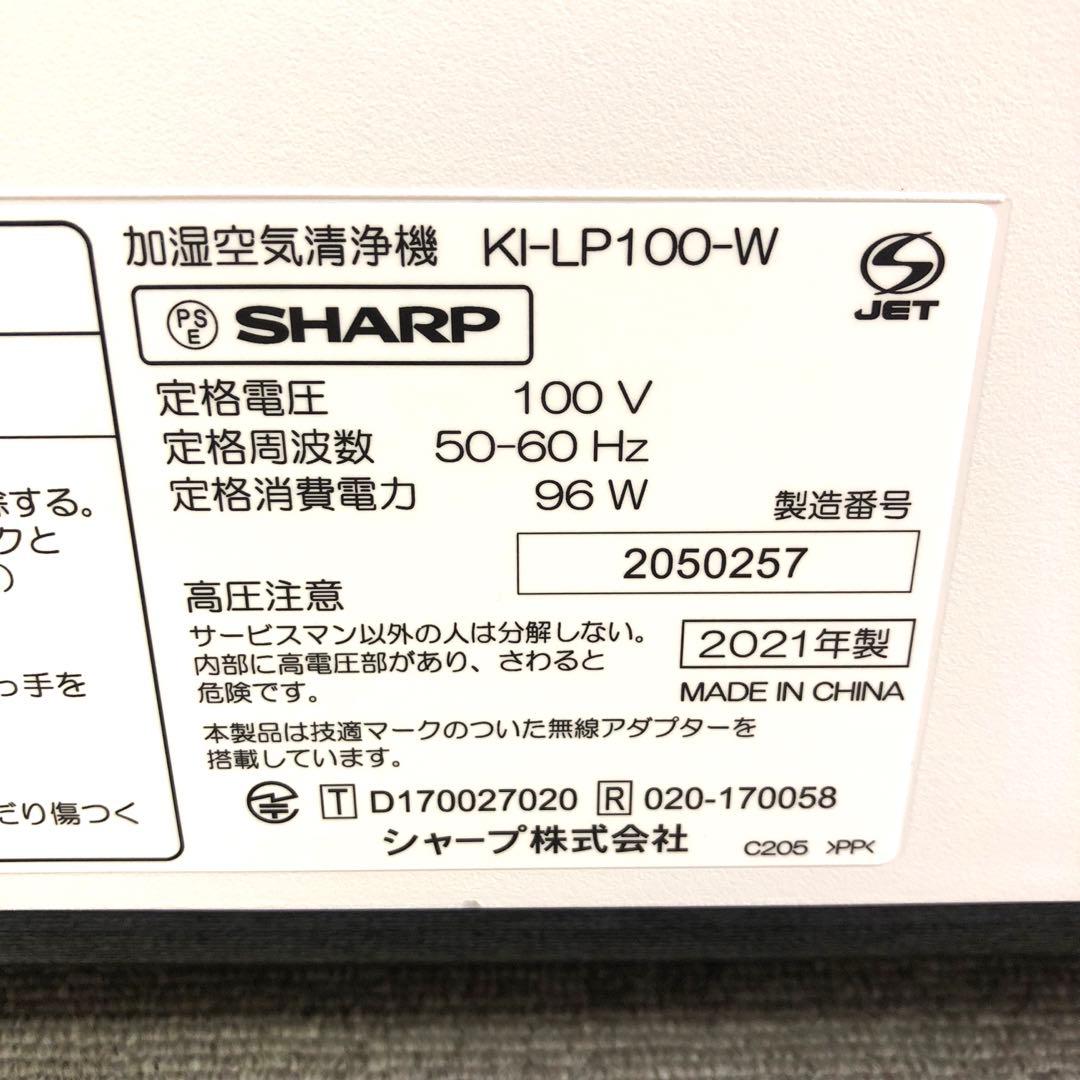 加湿空気清浄機 KI-LP100-W
JET
PSE SHARP
定格電圧 100 V
定格周波数 50-60 Hz
定格消費電力 96 W
製造番号
2050257
高圧注意
サービスマン以外の人は分解しない。
内部に高電圧部があり、さわると
危険です。
2021年製
MADE IN CHINA
本製品は技適マークのついた無線アダプターを
搭載しています。
T D170027020 R 020-170058
シャープ株式会社
C205 >PP<
する。
クと
)
っ手を
だり傷つく